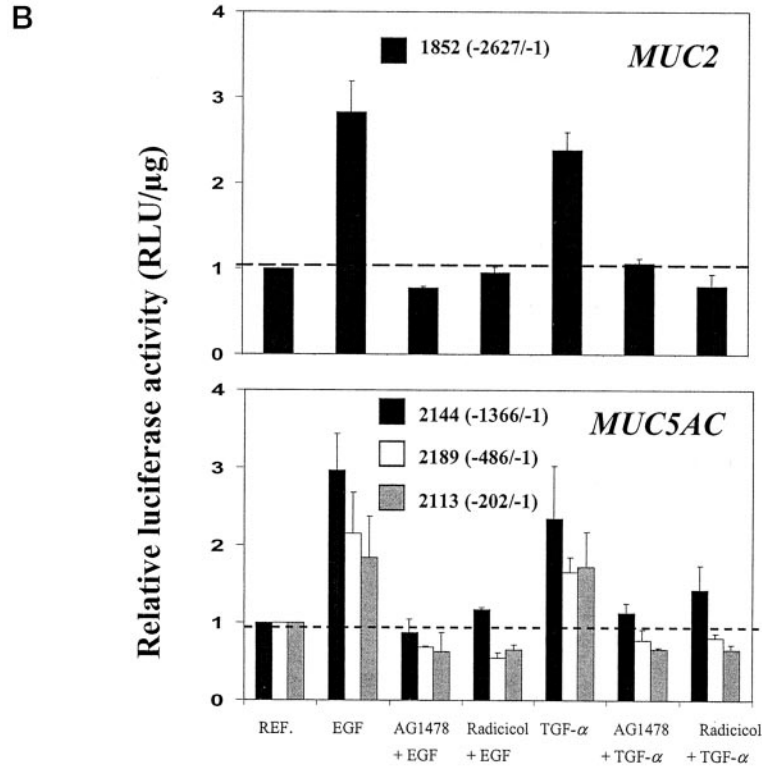 B
Relative luciferase activity (RLU/µg)
4
3
2
1
0
1852 (-2627/-1)
MUC2
4
3
2
1
0
2144 (-1366/-1)
2189 (-486/-1)
2113 (-202/-1)
MUC5AC
REF.
EGF
AG1478
+ EGF
Radicicol
+ EGF
TGF-α
AG1478
+ TGF-α
Radicicol
+ TGF-α